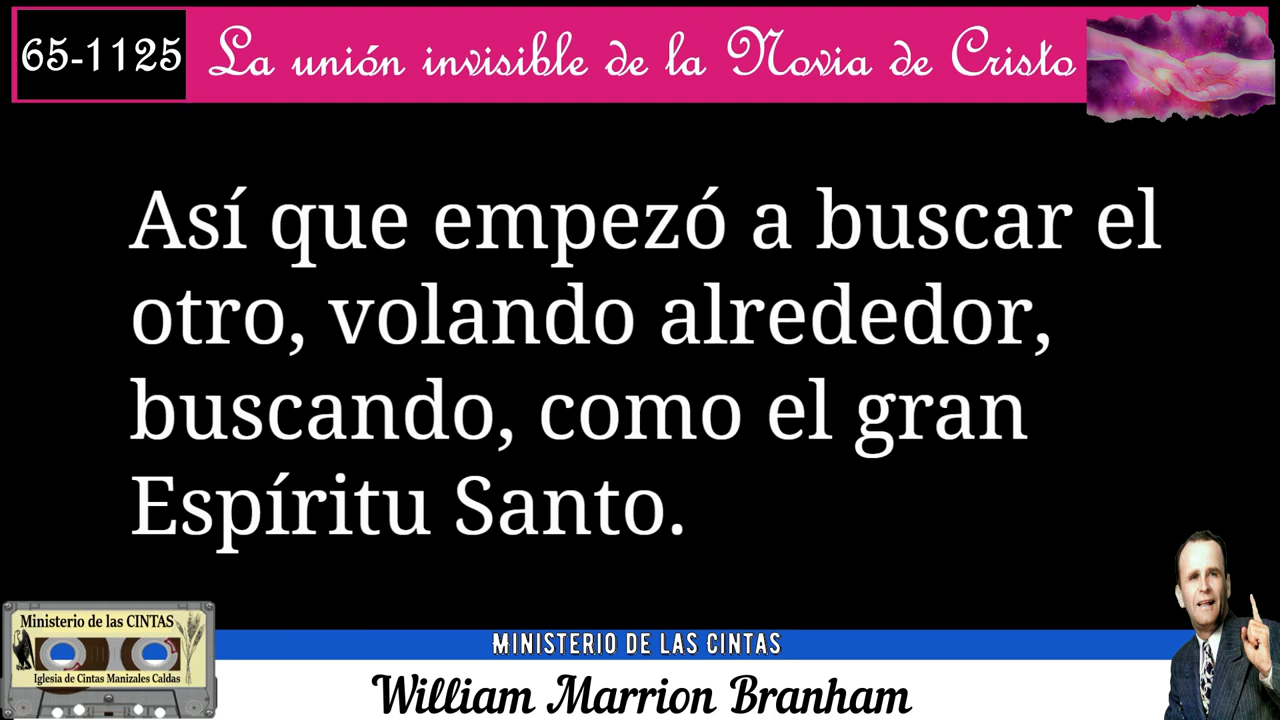 65-1125 La unión invisible de la Novia de Cristo
Así que empezó a buscar el
otro, volando alrededor,
buscando, como el gran
Espíritu Santo.
Ministerio de las CINTAS
Iglesia de Cintas Manizales Caldas
MINISTERIO DE LAS CINTAS
William Marrion Branham